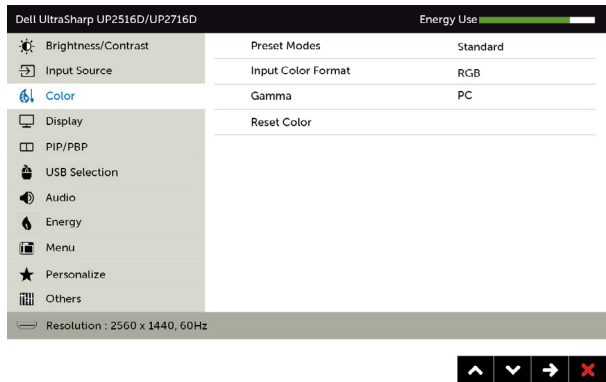 Dell UltraSharp UP2516D/UP2716D Energy Use
Brightness/Contrast
Input Source
Color
Display
PIP/PBP
USB Selection
Audio
Energy
Menu
Personalize
Others
Preset Modes Standard
Input Color Format RGB
Gamma PC
Reset Color
Resolution : 2560 x 1440, 60Hz